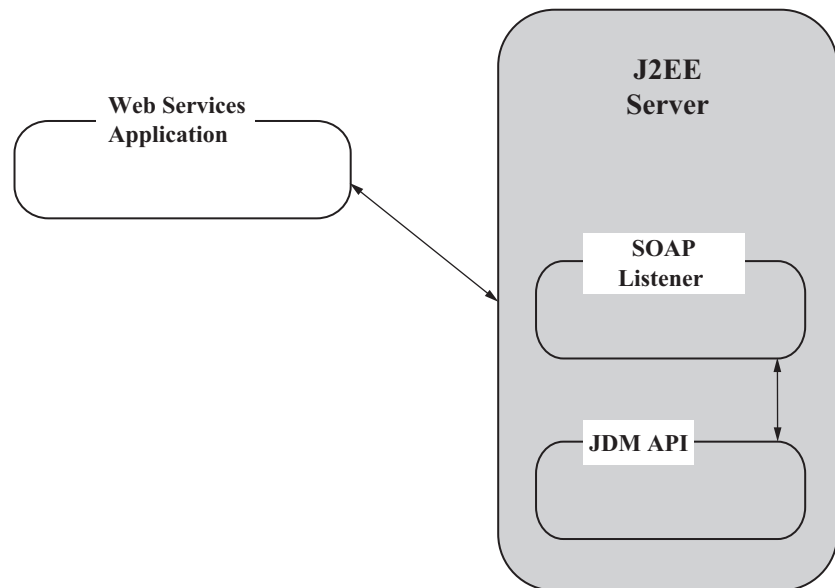 Web Services
Application
J2EE
Server
SOAP
Listener
JDM API